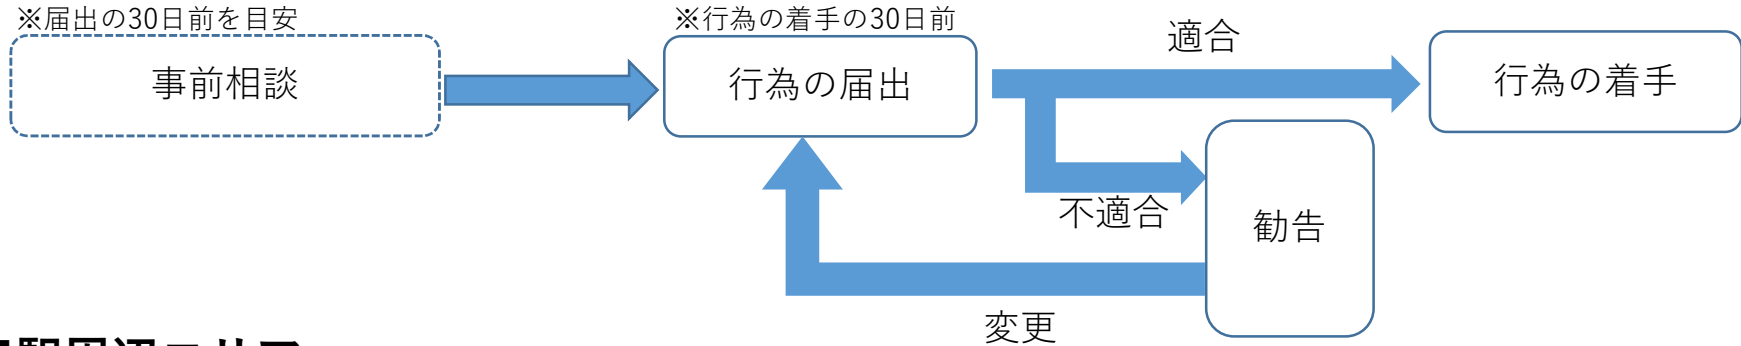 ※届出の30日前を目安
※行為の着手の30日前
事前相談
行為の届出
適合
行為の着手
不適合
勧告
変更